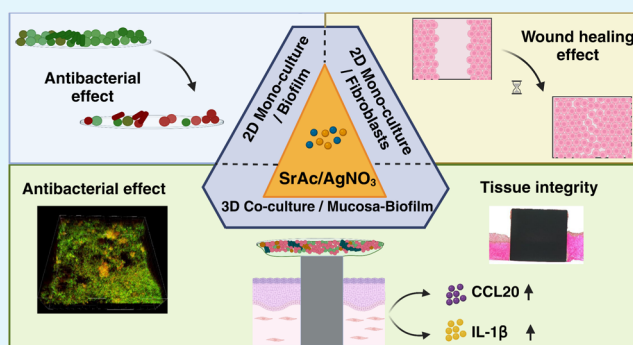 Antibacterial
effect
2D Mono-culture
/ Biofilm
2D Mono-culture
/ Fibroblasts
Wound healing
effect
SrAc/AgNO₃
3D Co-culture / Mucosa-Biofilm
Antibacterial effect
Tissue integrity
CCL20
IL-1β